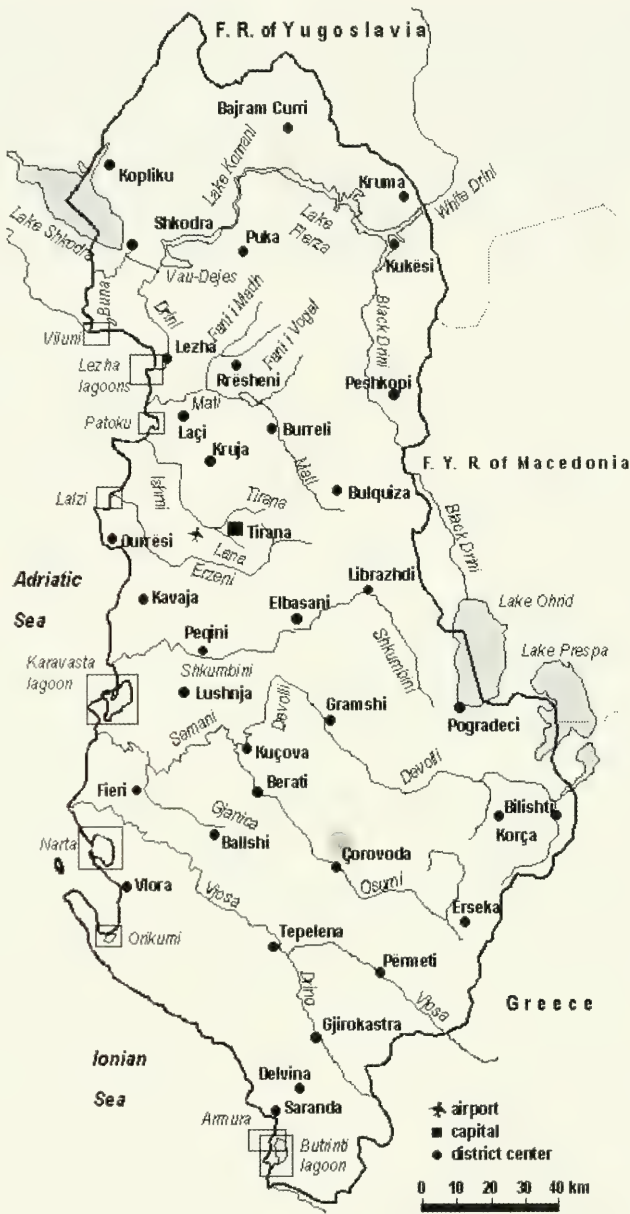 F. R. of Yugoslavia
Bajram Curri
Kopliku
Lake Komani
Kruma
White Drini
Lake Shkodra
Shkodra
Puka
Lake Fierza
Kukësi
Vau-Dejes
Buna
Drini
Fani i Madh
Fani i Vogel
Black Drini
Viluni
Lezha
Lezha
lagoons
Rrësheni
Peshkopi
Mati
Patoku
Laçi
Burreli
Kruja
Mati
F. Y. R. of Macedonia
Lalzi
Ishmi
Tirana
Bulquiza
Durrësi
Lana
Tirana
Black Drini
Erzeni
Adriatic
Sea
Kavaja
Librazhdi
Lake Ohrid
Elbasani
Peqini
Lake Prespa
Karavasta
lagoon
Shkumbini
Shkumbini
Lushnja
Gramshi
Pogradeci
Semani
Devolli
Kuçova
Devolli
Fieri
Berati
Bilishti
Gjanica
Korça
Narta
Ballshi
Çorovoda
Osumi
Vlora
Vjosa
Erseka
Orikumi
Tepelena
Përmeti
Drino
Vjosa
Greece
Gjirokastra
Ionian
Sea
Delvina
Saranda
Armura
Butrinti
lagoon
airport
capital
district center
0 10 20 30 40 km